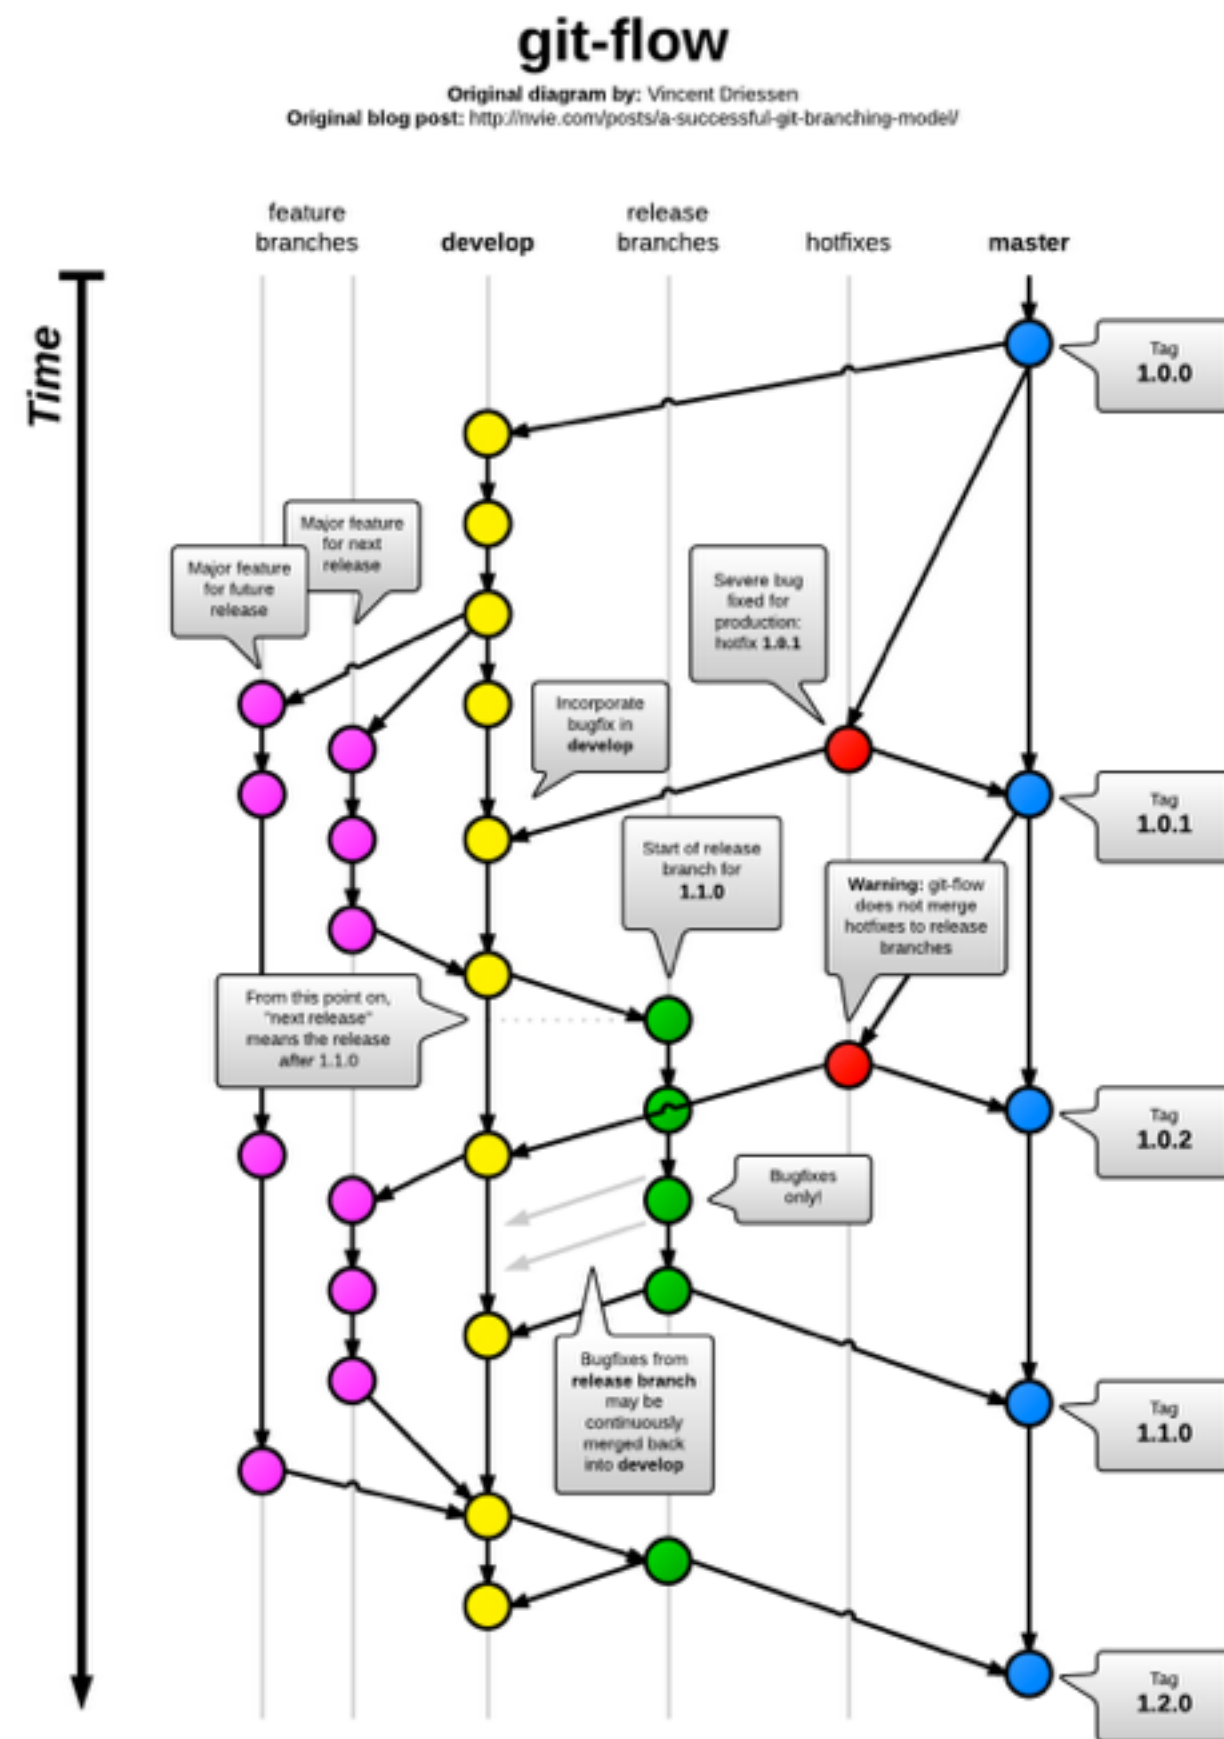 git-flow
Original diagram by: Vincent Driessen
Original blog post: http://nvie.com/posts/a-successful-git-branching-model/
feature
branches
develop
release
branches
hotfixes
master
Time
Tag
1.0.0
Major feature
for next
release
Major feature
for future
release
Severe bug
fixed for
production:
hotfix 1.0.1
Incorporate
bugfix in
develop
Tag
1.0.1
Start of release
branch for
1.1.0
Warning: git-flow
does not merge
hotfixes to release
branches
From this point on,
"next release"
means the release
after 1.1.0
Tag
1.0.2
Bugfixes
only!
Bugfixes from
release branch
may be
continuously
merged back
into develop
Tag
1.1.0
Tag
1.2.0